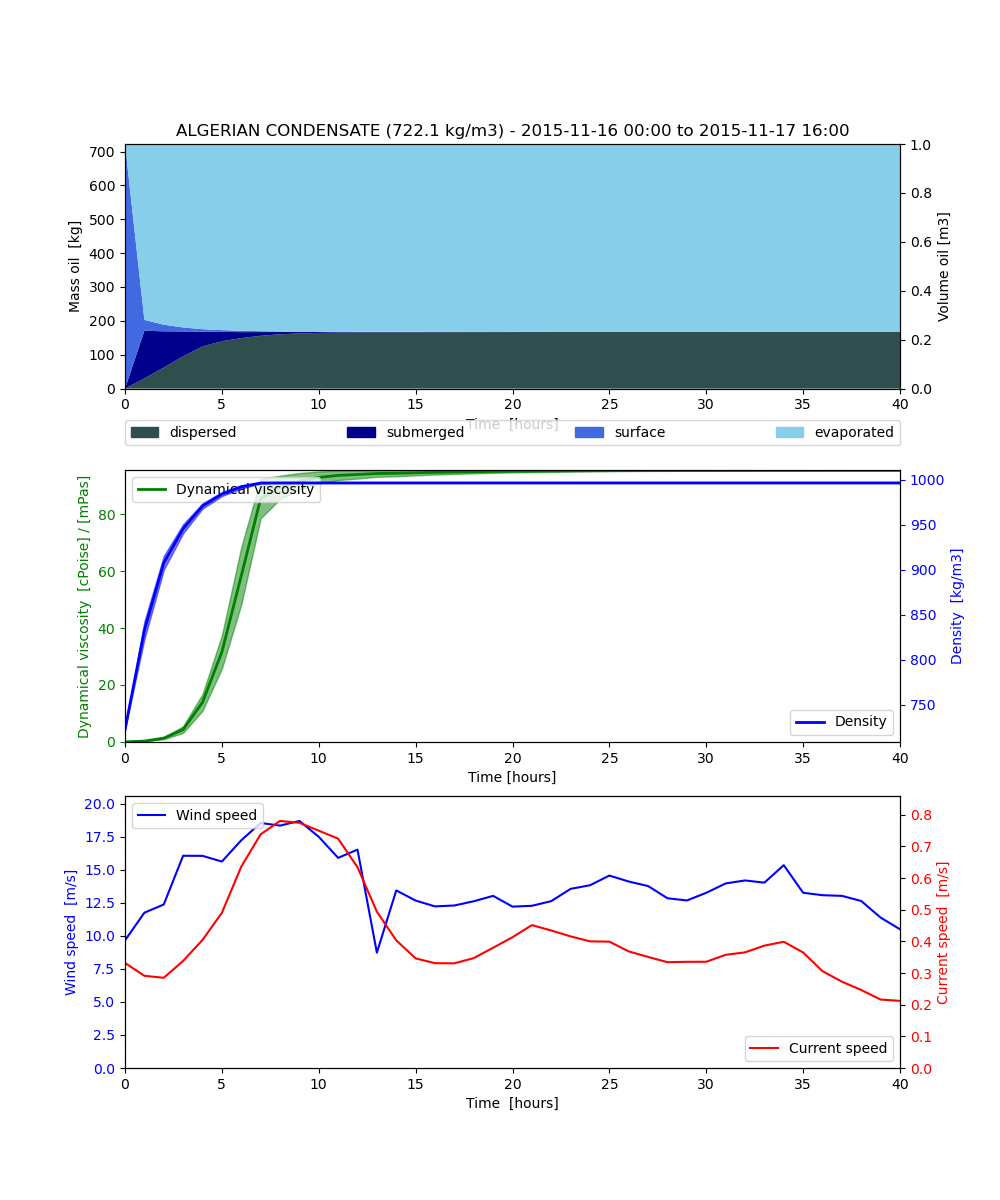 ALGERIAN CONDENSATE (722.1 kg/m3) - 2015-11-16 00:00 to 2015-11-17 16:00
Mass oil [kg]
700
600
500
400
300
200
100
0
1.0
0.8
0.6
0.4
0.2
0.0
Volume oil [m3]
0 5 10 15 20 25 30 35 40
Time [hours]
dispersed submerged surface evaporated
Dynamical viscosity [cPoise] / [mPas]
80
60
40
20
0
Dynamical viscosity
1000
950
900
850
800
750
Density [kg/m3]
Density
0 5 10 15 20 25 30 35 40
Time [hours]
Wind speed [m/s]
20.0
17.5
15.0
12.5
10.0
7.5
5.0
2.5
0.0
Wind speed
0.8
0.7
0.6
0.5
0.4
0.3
0.2
0.1
0.0
Current speed [m/s]
Current speed
0 5 10 15 20 25 30 35 40
Time [hours]